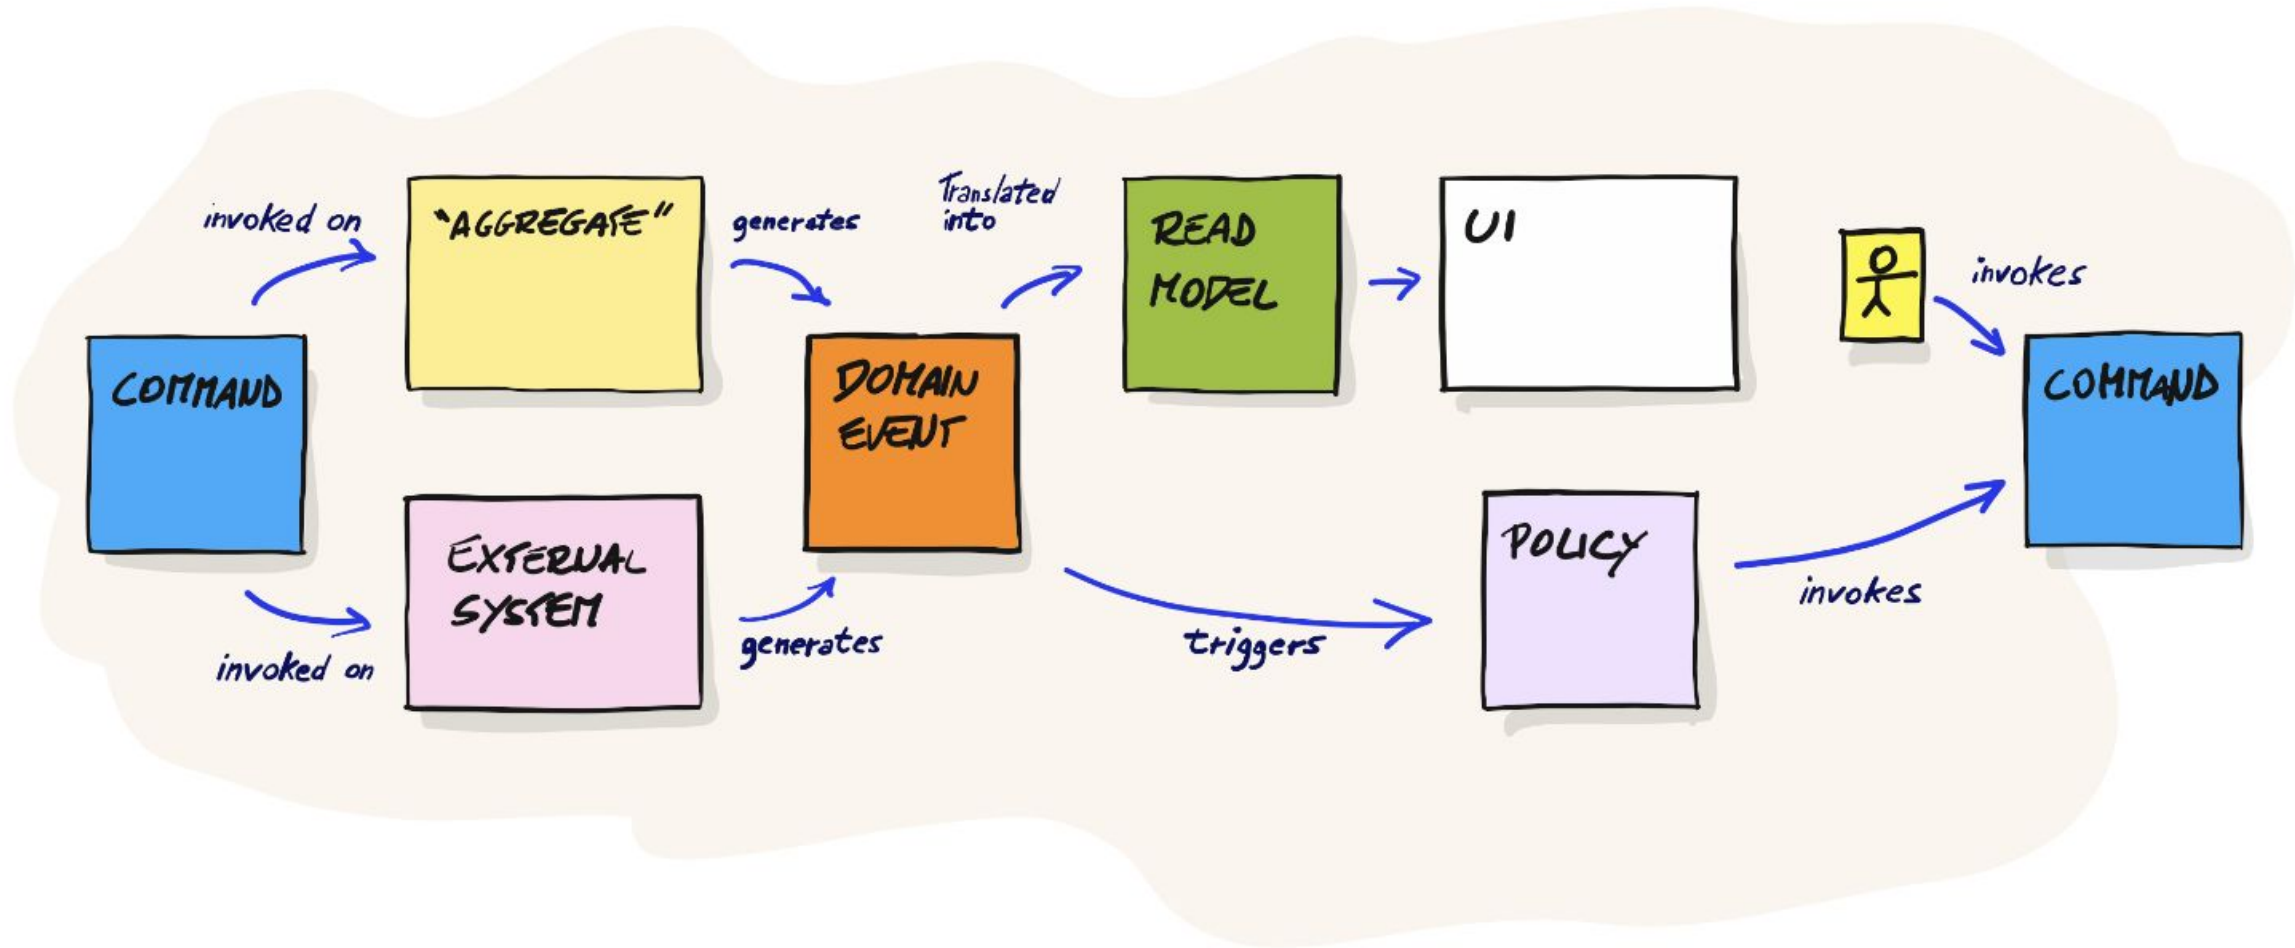 invoked on
"AGGREGATE"
generates
Translated
into
READ
MODEL
UI
invokes
COMMAND
DOMAIN
EVENT
COMMAND
EXTERNAL
SYSTEM
POLICY
invoked on
generates
triggers
invokes